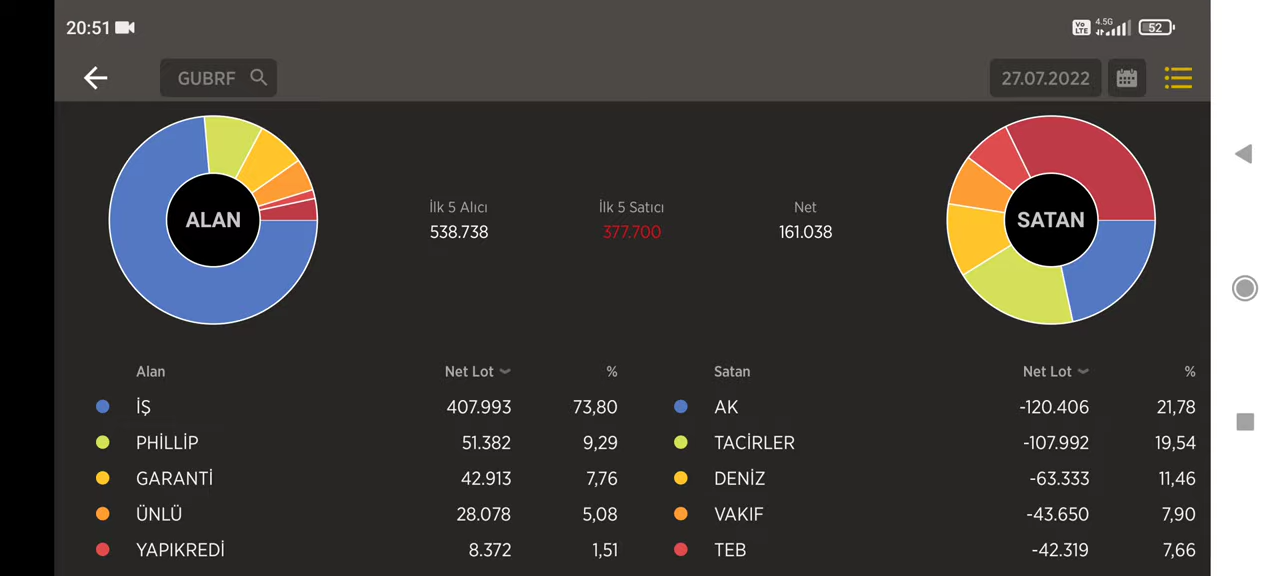 20:51
Vo LTE 4.5G 52
GUBRF
27.07.2022
ALAN
İlk 5 Alıcı İlk 5 Satıcı Net
538.738 377.700 161.038
SATAN
Alan Net Lot % Satan Net Lot %
İŞ 407.993 73,80 AK -120.406 21,78
PHİLLİP 51.382 9,29 TACİRLER -107.992 19,54
GARANTİ 42.913 7,76 DENİZ -63.333 11,46
ÜNLÜ 28.078 5,08 VAKIF -43.650 7,90
YAPIKREDİ 8.372 1,51 TEB -42.319 7,66